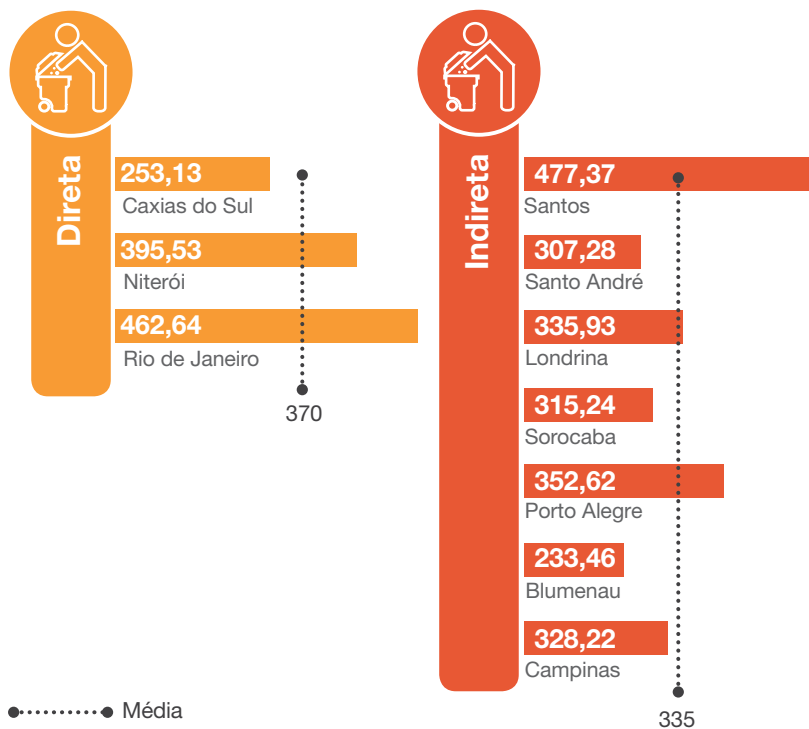 Direta
253,13
Caxias do Sul
395,53
Niterói
462,64
Rio de Janeiro
370
Indireta
477,37
Santos
307,28
Santo André
335,93
Londrina
315,24
Sorocaba
352,62
Porto Alegre
233,46
Blumenau
328,22
Campinas
335
Média